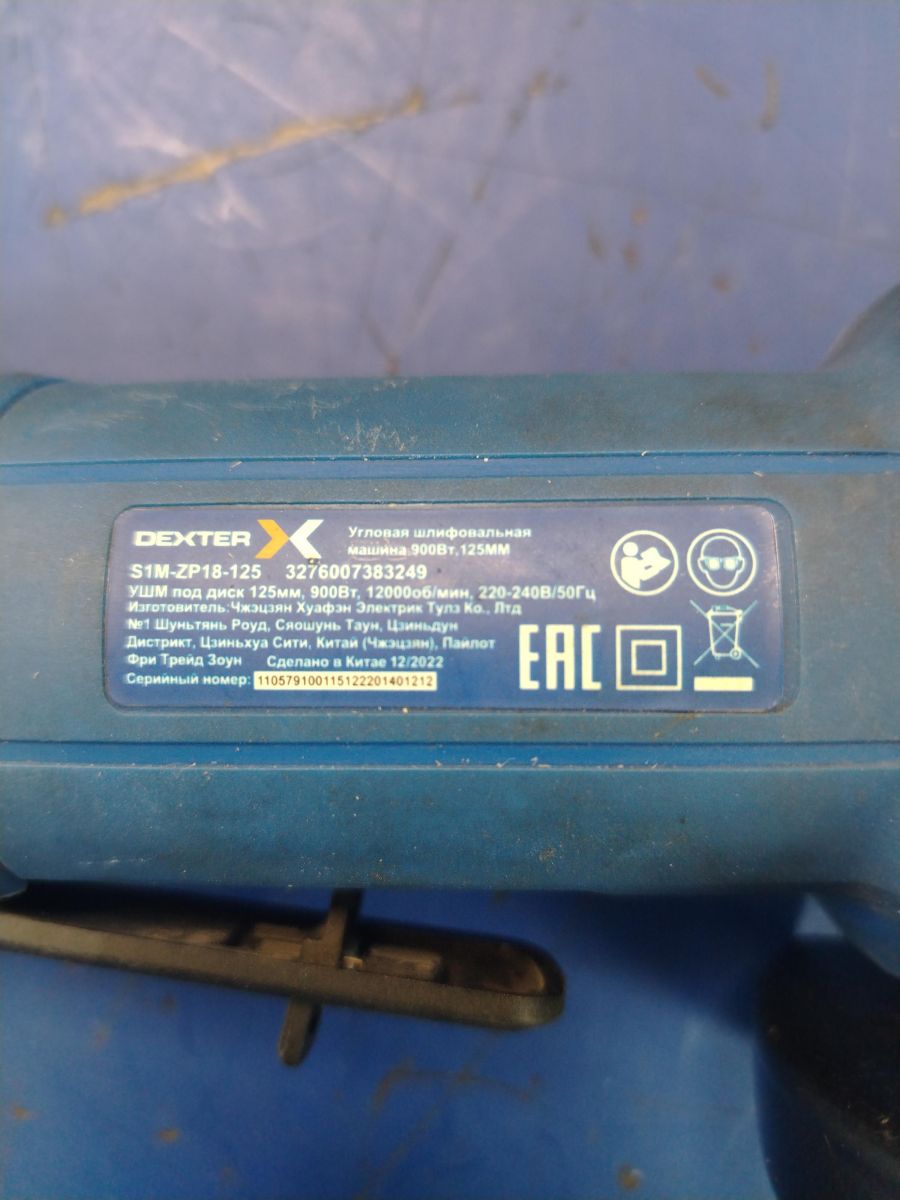 DEXTER
Угловая шлифовальная
машина 900Вт,125ММ
S1M-ZP18-125 3276007383249
УШМ под диск 125мм, 900Вт, 12000об/мин, 220-240В/50Гц
Изготовитель:Чжэцзян Хуафэн Электрик Тулз Ко., Лтд
№1 Шуньтянь Роуд, Сяошунь Таун, Цзиньдун
Дистрикт, Цзиньхуа Сити, Китай (Чжэцзян), Пайлот
Фри Трейд Зоун Сделано в Китае 12/2022
Серийный номер: 11057910011512220140​1212
EAC